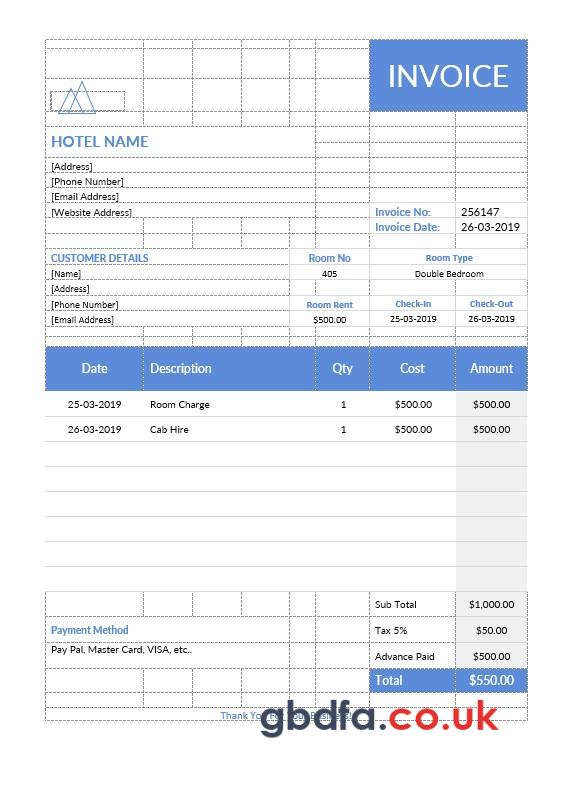 INVOICE
HOTEL NAME
[Address]
[Phone Number]
[Email Address]
[Website Address]
Invoice No: 256147
Invoice Date: 26-03-2019
CUSTOMER DETAILS Room No Room Type
[Name] 405 Double Bedroom
[Address]
[Phone Number] Room Rent Check-In Check-Out
[Email Address] $500.00 25-03-2019 26-03-2019
Date Description Qty Cost Amount
25-03-2019 Room Charge 1 $500.00 $500.00
26-03-2019 Cab Hire 1 $500.00 $500.00
Sub Total $1,000.00
Payment Method Tax 5% $50.00
Pay Pal, Master Card, VISA, etc..
Advance Paid $500.00
Total $550.00
Thank You For Your Business!
gbdfa.co.uk